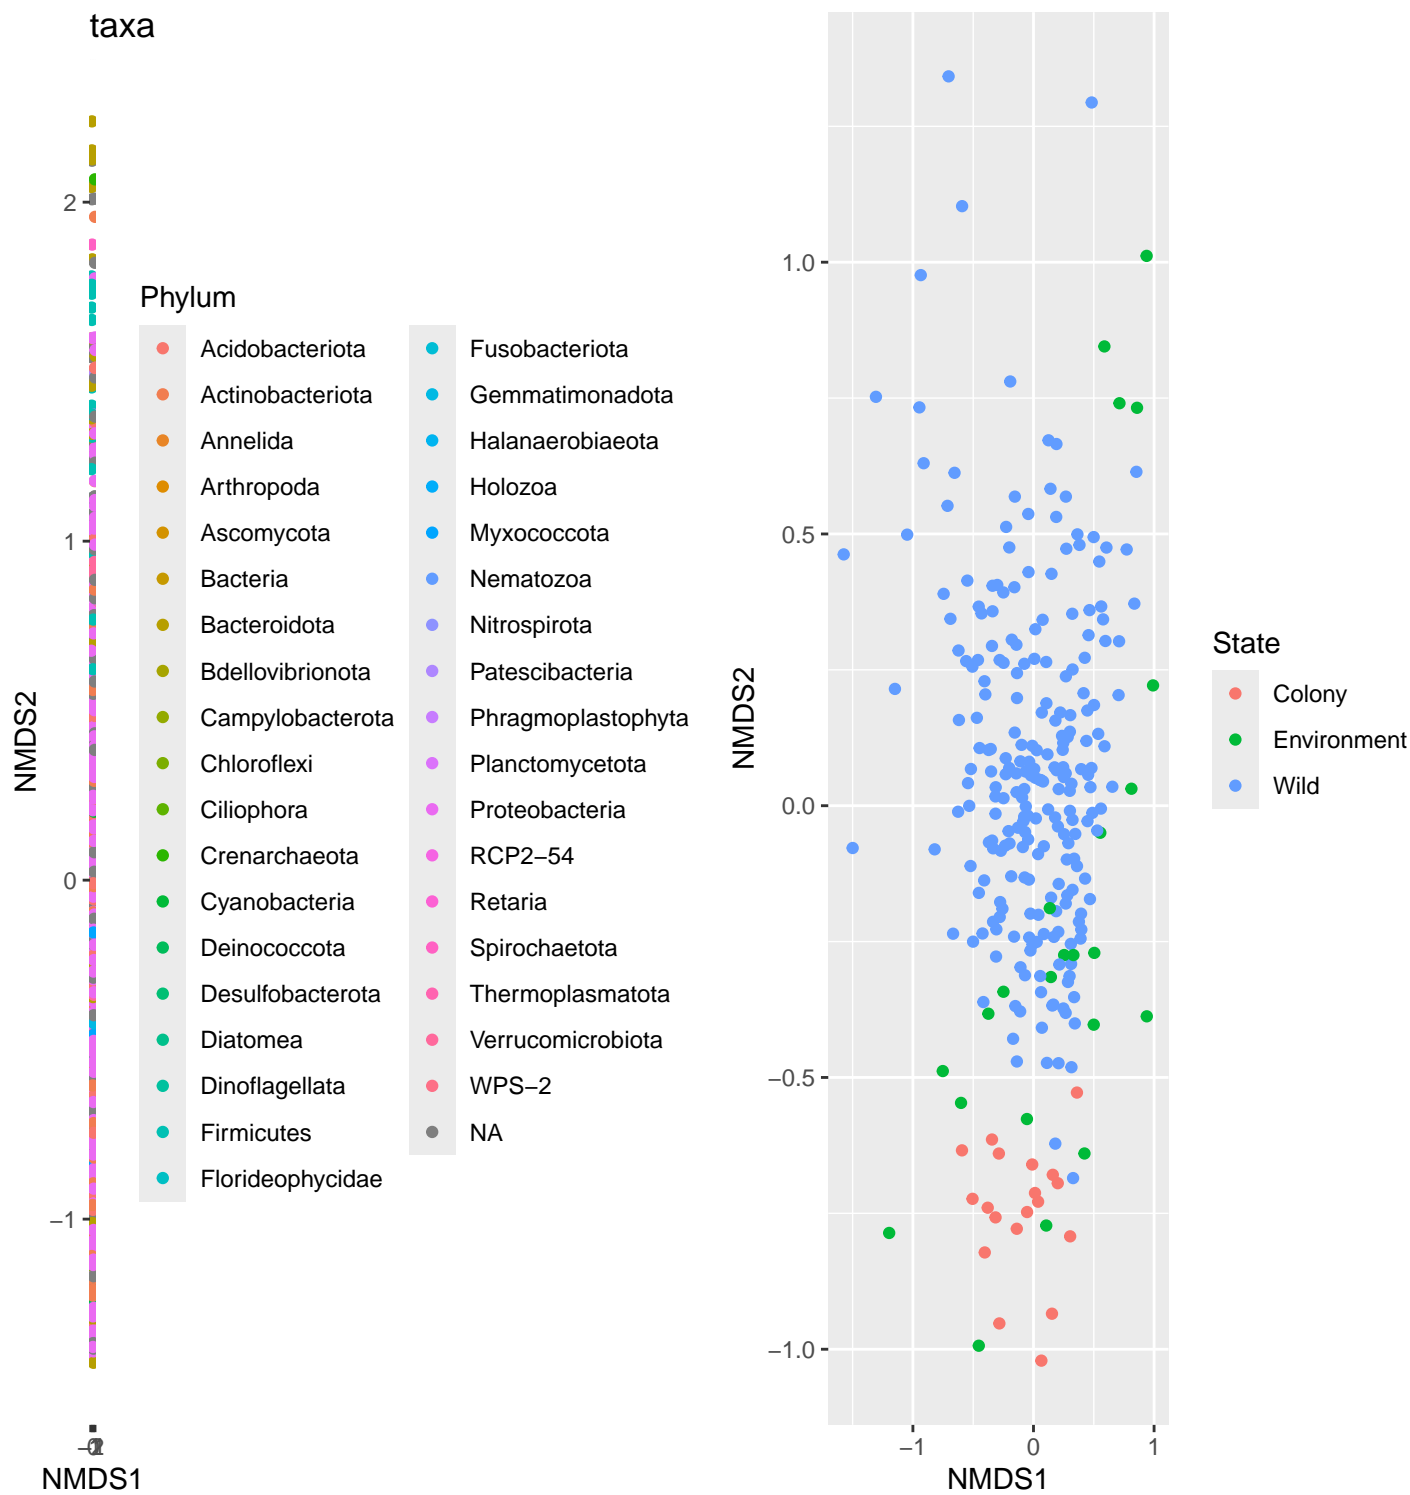 taxa
2
1
0
−1
NMDS2
NMDS1
Phylum
Acidobacteriota
Actinobacteriota
Annelida
Arthropoda
Ascomycota
Bacteria
Bacteroidota
Bdellovibrionota
Campylobacterota
Chloroflexi
Ciliophora
Crenarchaeota
Cyanobacteria
Deinococcota
Desulfobacterota
Diatomea
Dinoflagellata
Firmicutes
Florideophycidae
Fusobacteriota
Gemmatimonadota
Halanaerobiaeota
Holozoa
Myxococcota
Nematozoa
Nitrospirota
Patescibacteria
Phragmoplastophyta
Planctomycetota
Proteobacteria
RCP2−54
Retaria
Spirochaetota
Thermoplasmatota
Verrucomicrobiota
WPS−2
NA
1.0
0.5
0.0
−0.5
−1.0
NMDS2
−1 0 1
NMDS1
State
Colony
Environment
Wild